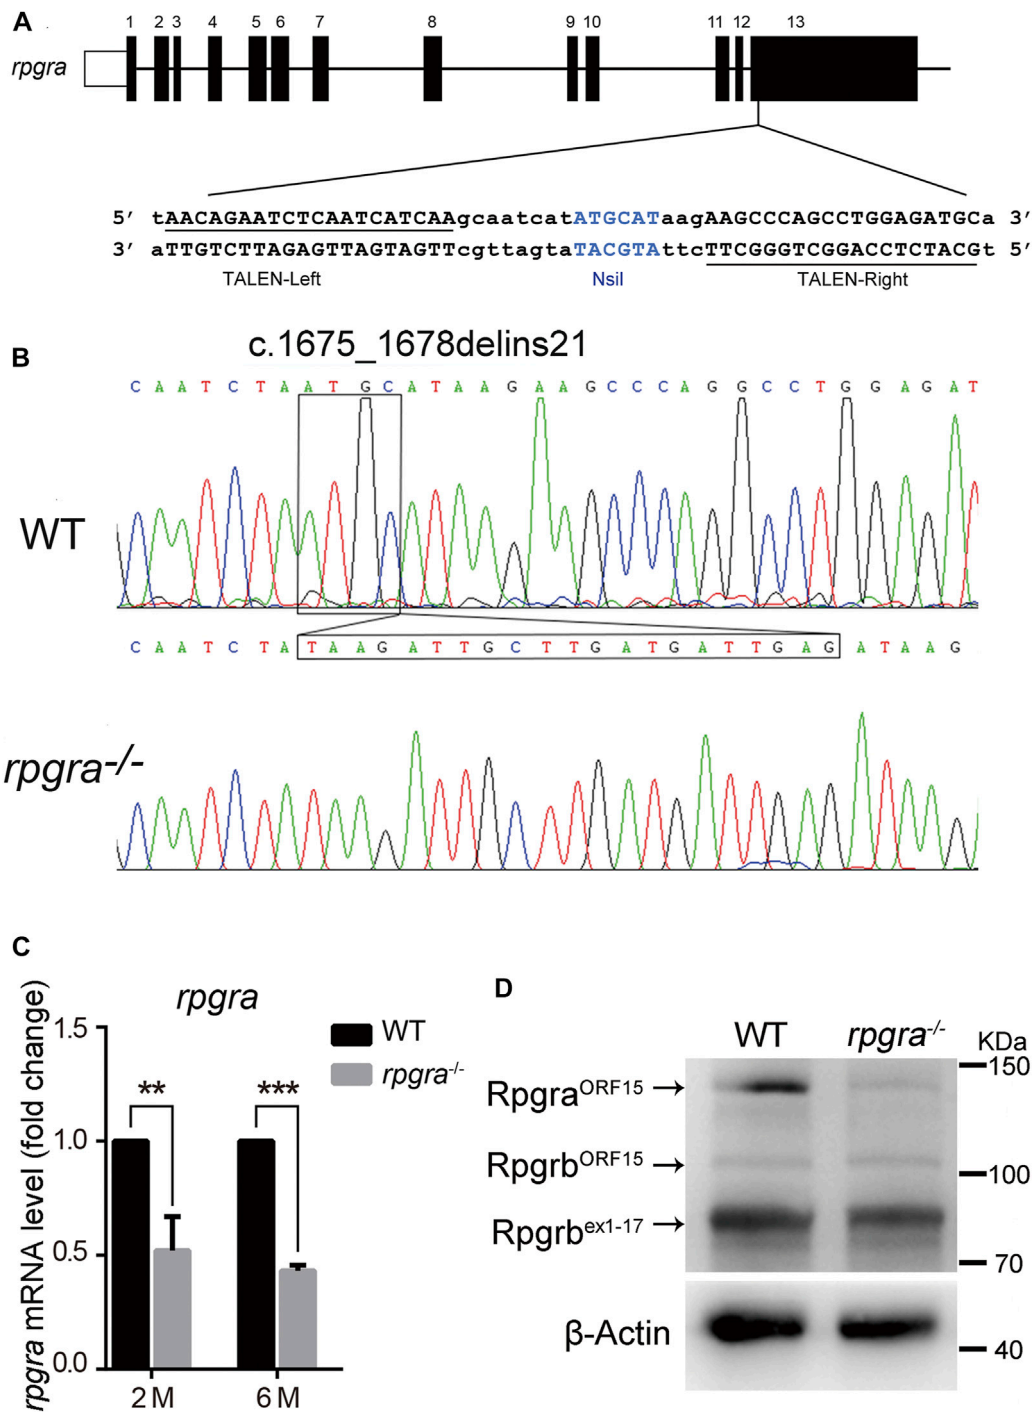 A
1 2 3 4 5 6 7 8 9 10 11 12 13
rpgra
5′ tAACAGAATCTCAATCATCAAgcaatcatATGCATaagAAGCCCAGCCTGGAGATGCa 3′
3′ aTTGTCTTAGAGTTAGTAGTTcgttagtaTACGTAttcTTCGGGTCGGACCTCTACGt 5′
TALEN-Left NsiI TALEN-Right
B
c.1675_1678delins21
C A A T C T A A T G C A T A A G A A G C C C A G G C C T G G A G A T
WT
C A A T C T A T A A G A T T G C T T G A T G A T T G A G A T A A G
rpgra-/-
C
rpgra
WT
rpgra-/-
rpgra mRNA level (fold change)
1.5
1.0
0.5
0.0
** ***
2 M 6 M
D
WT rpgra-/- KDa
150
RpgraORF15
RpgrbORF15
100
Rpgrbex1-17
70
β-Actin
40